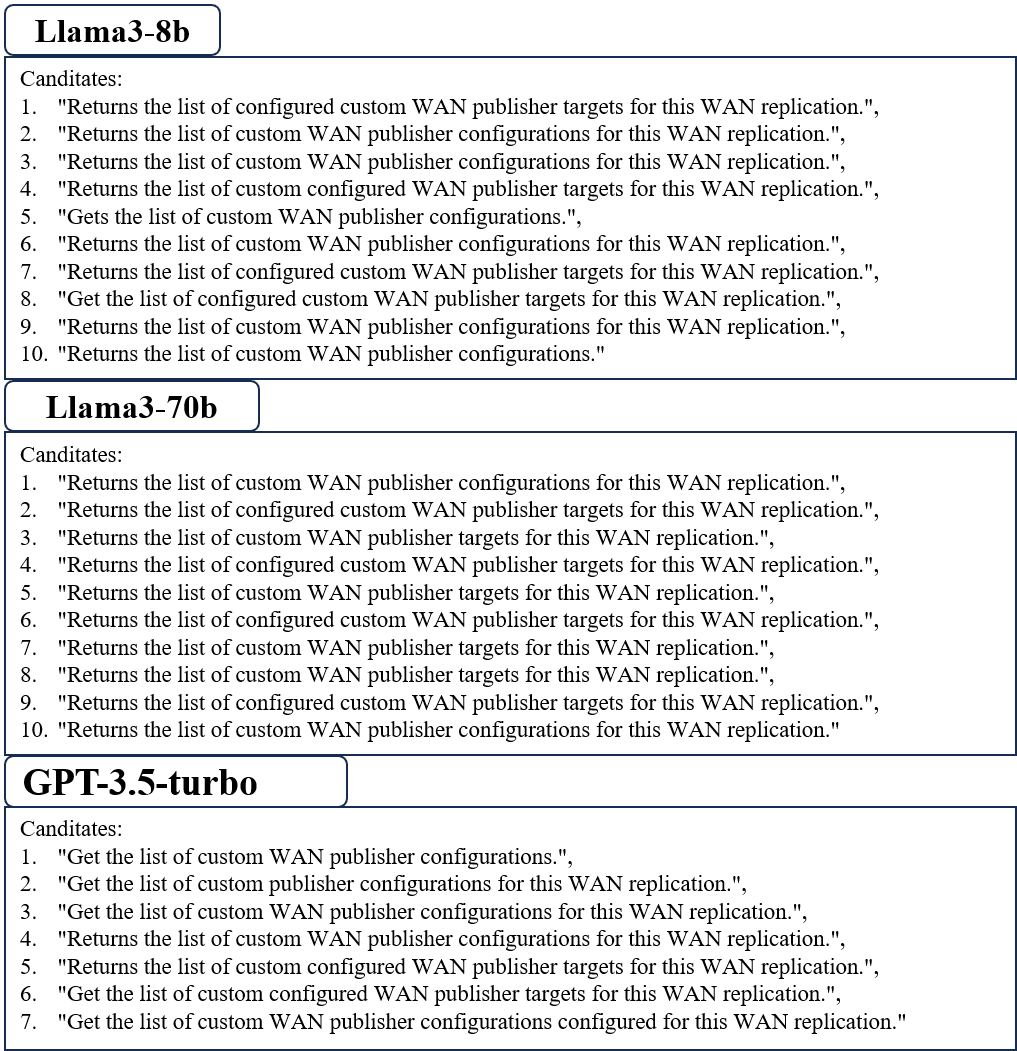 Llama3-8b
Canditates:
1. "Returns the list of configured custom WAN publisher targets for this WAN replication.",
2. "Returns the list of custom WAN publisher configurations for this WAN replication.",
3. "Returns the list of custom WAN publisher configurations for this WAN replication.",
4. "Returns the list of custom configured WAN publisher targets for this WAN replication.",
5. "Gets the list of custom WAN publisher configurations.",
6. "Returns the list of custom WAN publisher configurations for this WAN replication.",
7. "Returns the list of configured custom WAN publisher targets for this WAN replication.",
8. "Get the list of configured custom WAN publisher targets for this WAN replication.",
9. "Returns the list of custom WAN publisher configurations for this WAN replication.",
10. "Returns the list of custom WAN publisher configurations."
Llama3-70b
Canditates:
1. "Returns the list of custom WAN publisher configurations for this WAN replication.",
2. "Returns the list of configured custom WAN publisher targets for this WAN replication.",
3. "Returns the list of custom WAN publisher targets for this WAN replication.",
4. "Returns the list of configured custom WAN publisher targets for this WAN replication.",
5. "Returns the list of custom WAN publisher targets for this WAN replication.",
6. "Returns the list of configured custom WAN publisher targets for this WAN replication.",
7. "Returns the list of custom WAN publisher targets for this WAN replication.",
8. "Returns the list of custom WAN publisher targets for this WAN replication.",
9. "Returns the list of configured custom WAN publisher targets for this WAN replication.",
10. "Returns the list of custom WAN publisher configurations for this WAN replication."
GPT-3.5-turbo
Canditates:
1. "Get the list of custom WAN publisher configurations.",
2. "Get the list of custom publisher configurations for this WAN replication.",
3. "Get the list of custom WAN publisher configurations for this WAN replication.",
4. "Returns the list of custom WAN publisher configurations for this WAN replication.",
5. "Returns the list of custom configured WAN publisher targets for this WAN replication.",
6. "Get the list of custom configured WAN publisher targets for this WAN replication.",
7. "Get the list of custom WAN publisher configurations configured for this WAN replication."